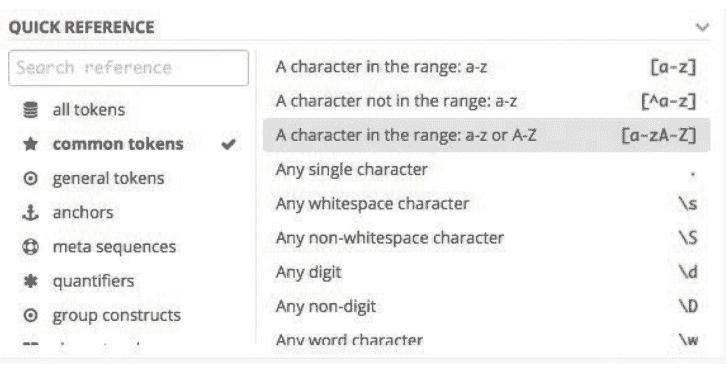 QUICK REFERENCE
Search reference
all tokens
common tokens
general tokens
anchors
meta sequences
quantifiers
group constructs
A character in the range: a-z [a-z]
A character not in the range: a-z [^a-z]
A character in the range: a-z or A-Z [a-zA-Z]
Any single character .
Any whitespace character \s
Any non-whitespace character \S
Any digit \d
Any non-digit \D
Any word character \w